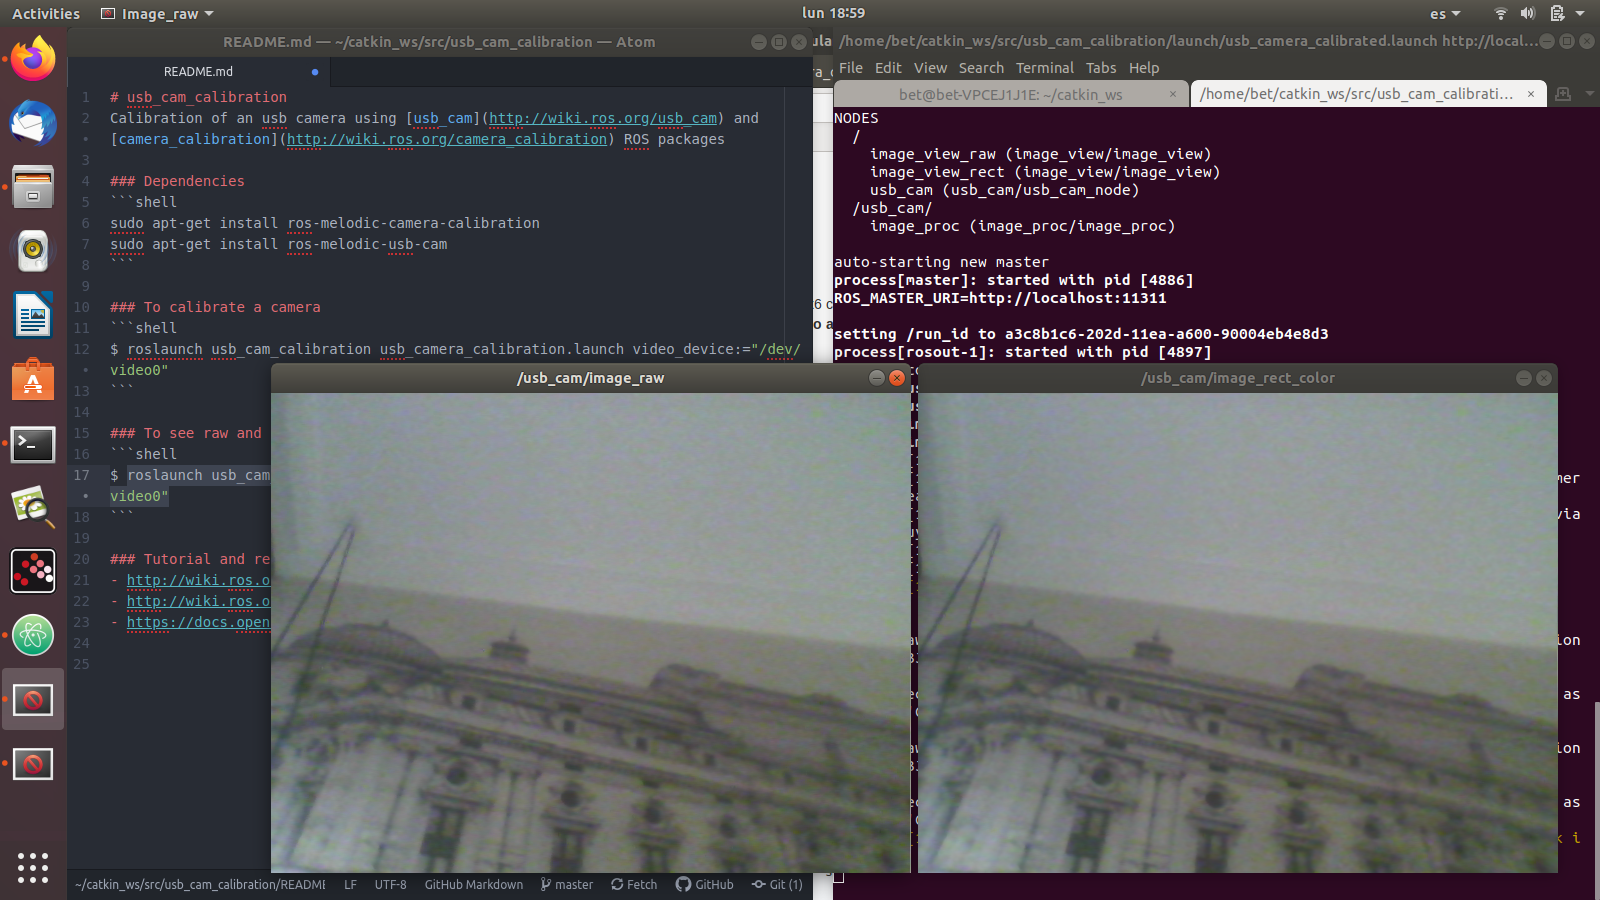 Activities
Image_raw
lun 18:59
es
README.md — ~/catkin_ws/src/usb_cam_calibration — Atom
README.md
1 # usb_cam_calibration
2 Calibration of an usb camera using [usb_cam](http://wiki.ros.org/usb_cam) and
• [camera_calibration](http://wiki.ros.org/camera_calibration) ROS packages
3
4 ### Dependencies
5 ```shell
6 sudo apt-get install ros-melodic-camera-calibration
7 sudo apt-get install ros-melodic-usb-cam
8 ```
9
10 ### To calibrate a camera
11 ```shell
12 $ roslaunch usb_cam_calibration usb_camera_calibration.launch video_device:="/dev/
• video0"
13 ```
14
15 ### To see raw and
16 ```shell
17 $ roslaunch usb_cam
• video0"
18 ```
19
20 ### Tutorial and re
21 - http://wiki.ros.o
22 - http://wiki.ros.o
23 - https://docs.open
24
25
~/catkin_ws/src/usb_cam_calibration/README
LF
UTF-8
GitHub Markdown
master
Fetch
GitHub
Git (1)
/home/bet/catkin_ws/src/usb_cam_calibration/launch/usb_camera_calibrated.launch http://local...
File Edit View Search Terminal Tabs Help
bet@bet-VPCEJ1J1E: ~/catkin_ws ×
/home/bet/catkin_ws/src/usb_cam_calibrati... ×
NODES
/
image_view_raw (image_view/image_view)
image_view_rect (image_view/image_view)
usb_cam (usb_cam/usb_cam_node)
/usb_cam/
image_proc (image_proc/image_proc)
auto-starting new master
process[master]: started with pid [4886]
ROS_MASTER_URI=http://localhost:11311
setting /run_id to a3c8b1c6-202d-11ea-a600-90004eb4e8d3
process[rosout-1]: started with pid [4897]
/usb_cam/image_raw
/usb_cam/image_rect_color
mer
via
ion
as
ion
as
k i